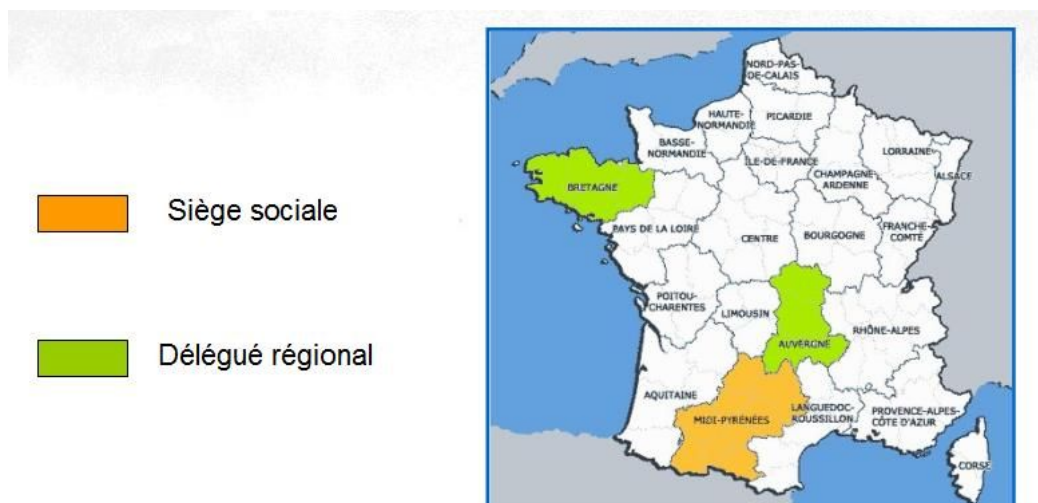 Siège sociale
Délégué régional
NORD-PAS-
DE-CALAIS
HAUTE-
NORMANDIE
PICARDIE
BASSE-
NORMANDIE
ÎLE-DE-FRANCE
CHAMPAGNE-
ARDENNE
LORRAINE
ALSACE
BRETAGNE
PAYS DE LA LOIRE
CENTRE
BOURGOGNE
FRANCHE-
COMTÉ
POITOU-
CHARENTES
LIMOUSIN
AUVERGNE
RHÔNE-ALPES
AQUITAINE
MIDI-PYRÉNÉES
LANGUEDOC-
ROUSSILLON
PROVENCE-ALPES-
CÔTE D'AZUR
CORSE